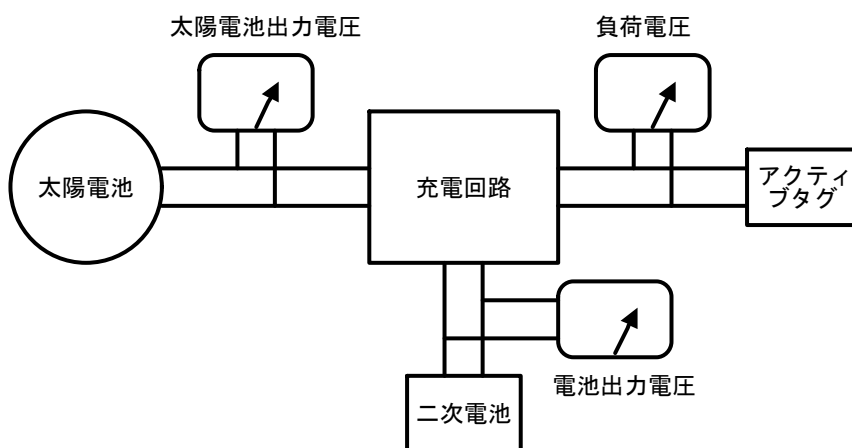 太陽電池出力電圧
負荷電圧
太陽電池
充電回路
アクティ
ブタグ
電池出力電圧
二次電池